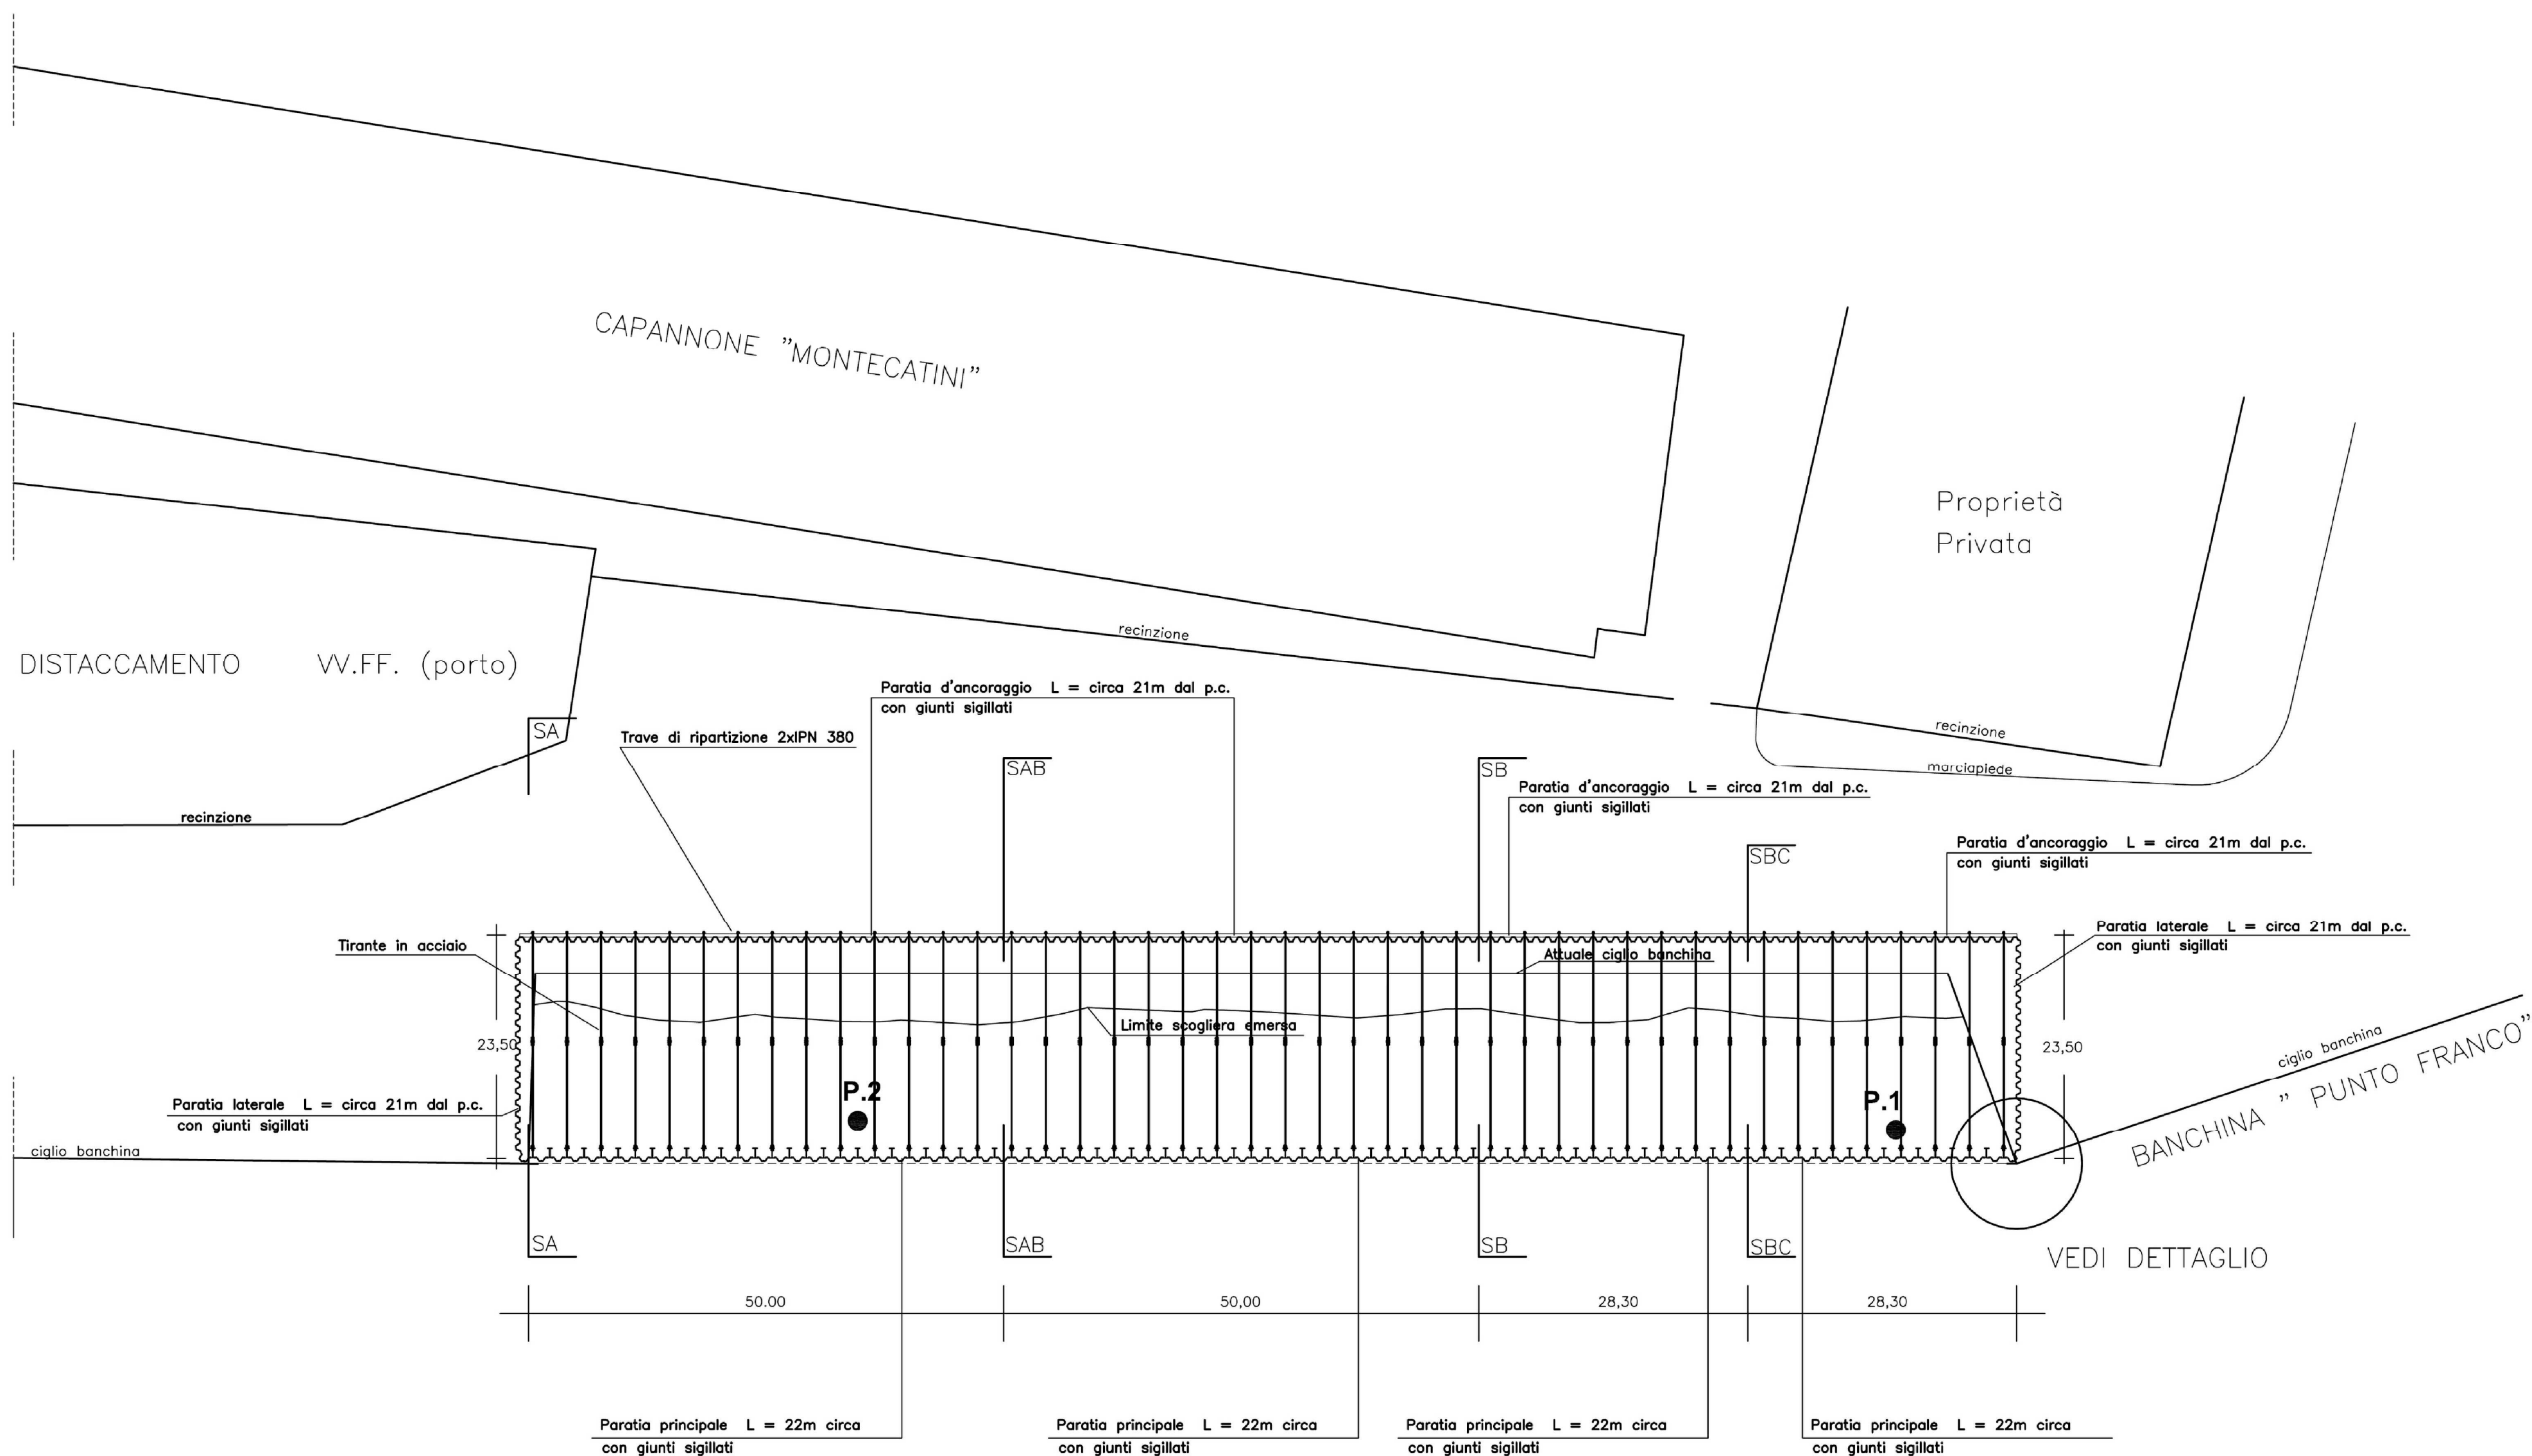 CAPANNONE "MONTECATINI"
Proprietà
Privata
recinzione
DISTACCAMENTO VV.FF. (porto)
Paratia d'ancoraggio L = circa 21m dal p.c.
con giunti sigillati
SA
Trave di ripartizione 2xIPN 380
recinzione
marciapiede
SAB
SB
Paratia d'ancoraggio L = circa 21m dal p.c.
con giunti sigillati
recinzione
SBC
Paratia d'ancoraggio L = circa 21m dal p.c.
con giunti sigillati
Paratia laterale L = circa 21m dal p.c.
con giunti sigillati
Tirante in acciaio
Attuale ciglio banchina
Limite scogliera emersa
23,50
23,50
ciglio banchina
BANCHINA " PUNTO FRANCO"
P.2
P.1
Paratia laterale L = circa 21m dal p.c.
con giunti sigillati
ciglio banchina
SA
SAB
SB
SBC
VEDI DETTAGLIO
50.00
50,00
28,30
28,30
Paratia principale L = 22m circa
con giunti sigillati
Paratia principale L = 22m circa
con giunti sigillati
Paratia principale L = 22m circa
con giunti sigillati
Paratia principale L = 22m circa
con giunti sigillati